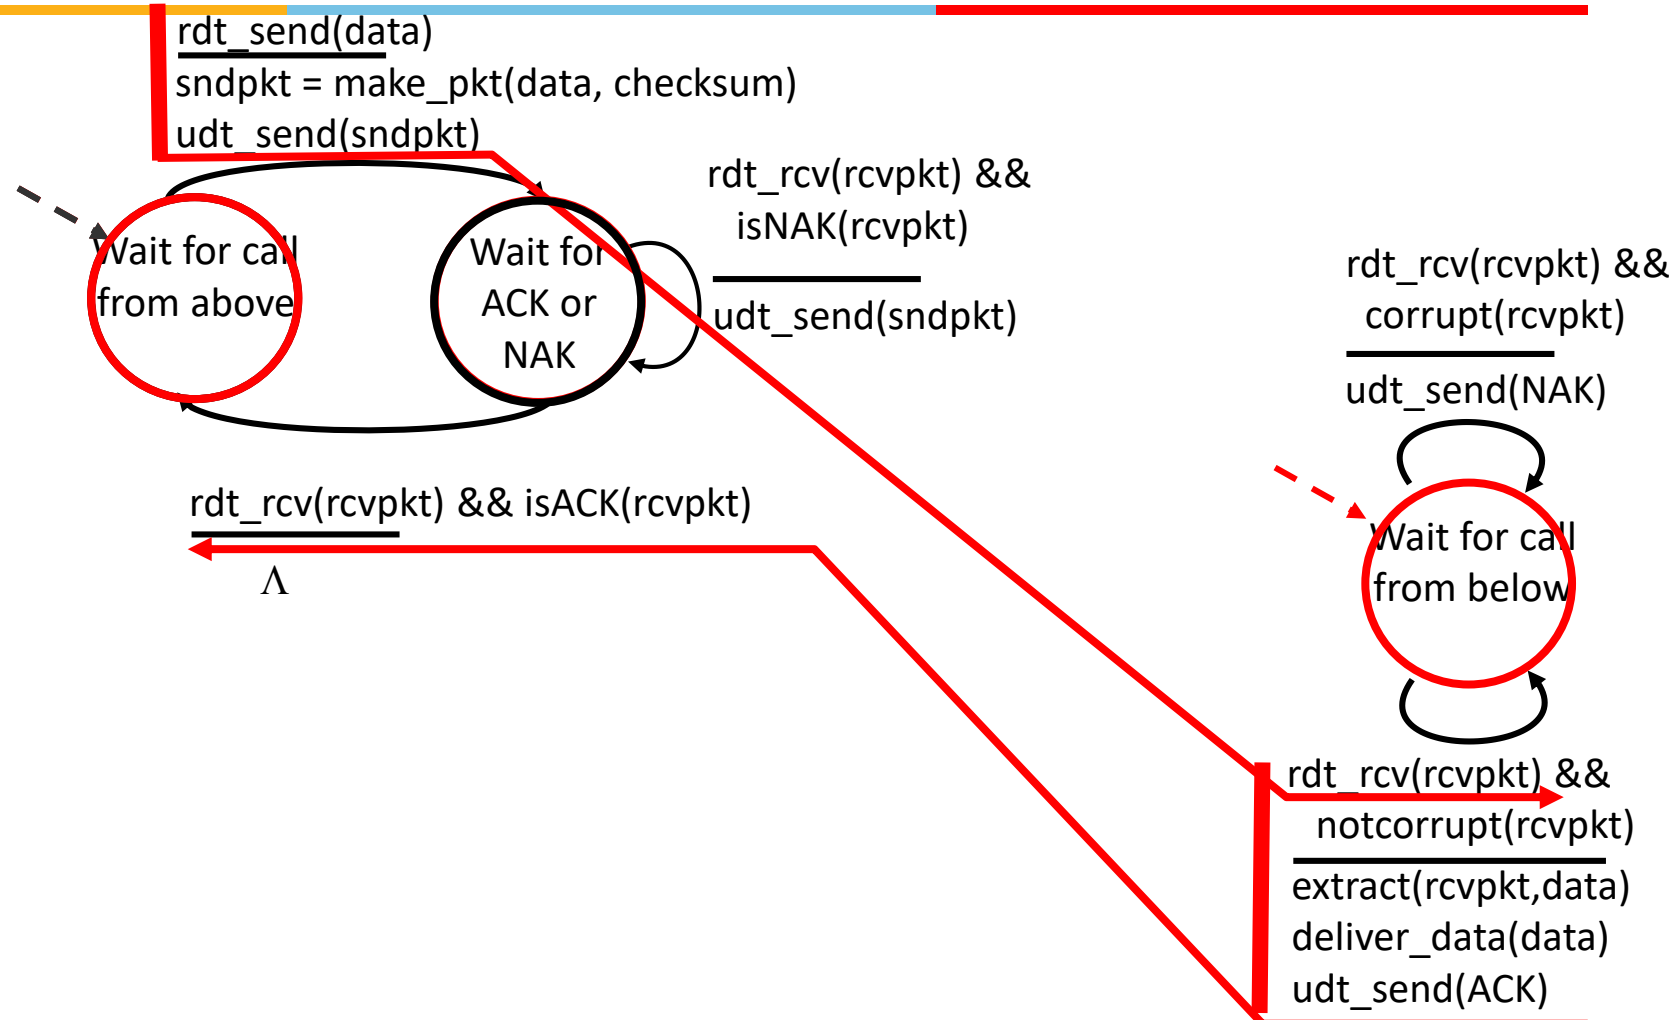 rdt_send(data)
sndpkt = make_pkt(data, checksum)
udt_send(sndpkt)
rdt_rcv(rcvpkt) &&
isNAK(rcvpkt)
udt_send(sndpkt)
Wait for call
from above
Wait for
ACK or
NAK
rdt_rcv(rcvpkt) && isACK(rcvpkt)
Λ
rdt_rcv(rcvpkt) &&
corrupt(rcvpkt)
udt_send(NAK)
Wait for call
from below
rdt_rcv(rcvpkt) &&
notcorrupt(rcvpkt)
extract(rcvpkt,data)
deliver_data(data)
udt_send(ACK)